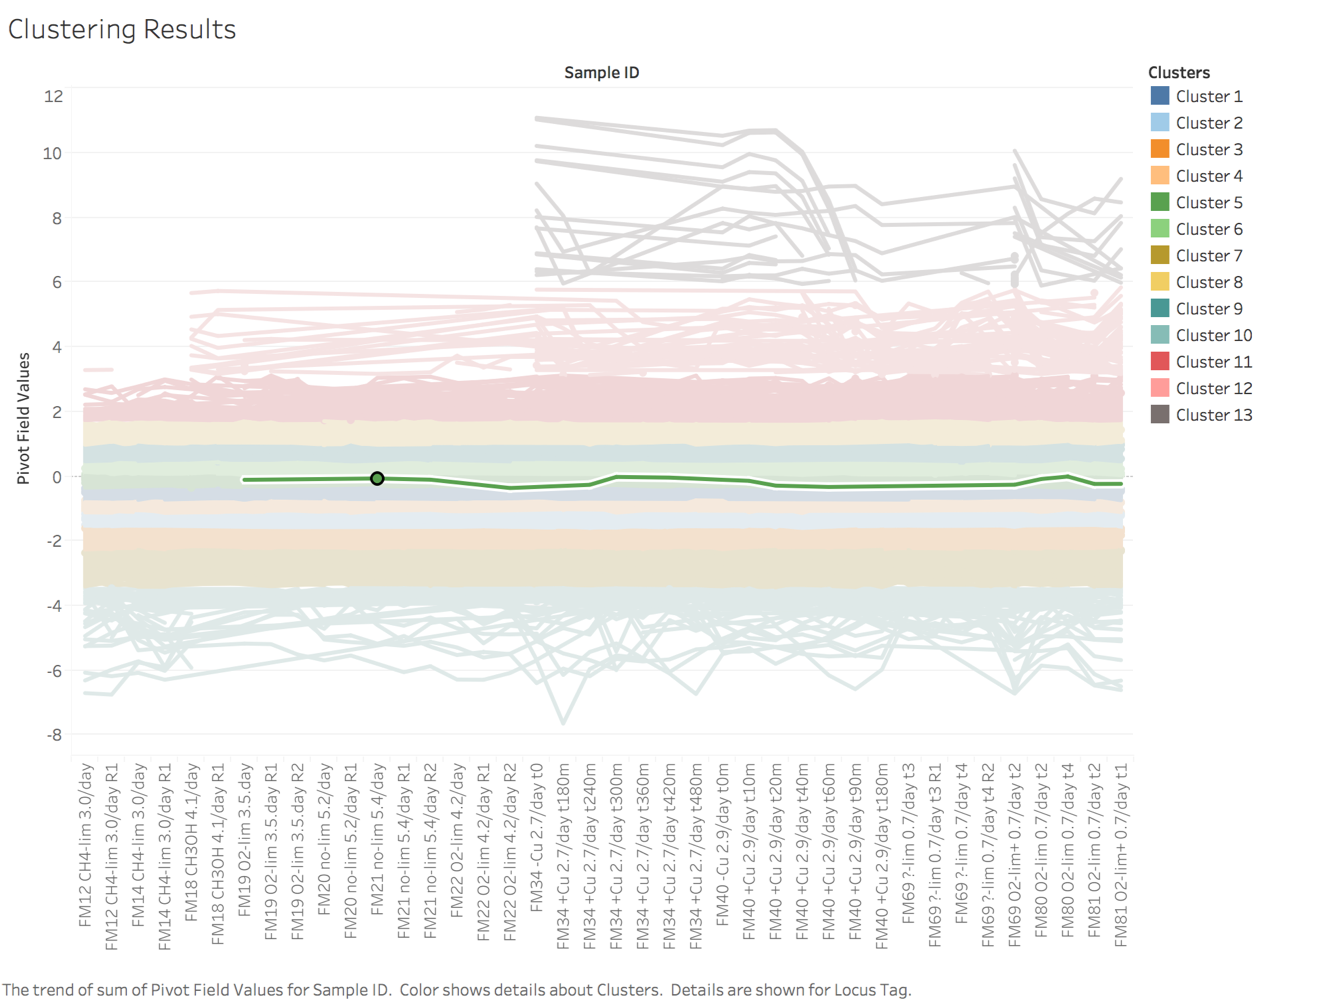 Clustering Results
Sample ID
Clusters
Cluster 1
Cluster 2
Cluster 3
Cluster 4
Cluster 5
Cluster 6
Cluster 7
Cluster 8
Cluster 9
Cluster 10
Cluster 11
Cluster 12
Cluster 13
Pivot Field Values
12
10
8
6
4
2
0
-2
-4
-6
-8
FM12 CH4-lim 3.0/day
FM12 CH4-lim 3.0/day R1
FM14 CH4-lim 3.0/day
FM14 CH4-lim 3.0/day R1
FM18 CH3OH 4.1/day
FM18 CH3OH 4.1/day R1
FM19 O2-lim 3.5.day
FM19 O2-lim 3.5.day R1
FM19 O2-lim 3.5.day R2
FM20 no-lim 5.2/day
FM20 no-lim 5.2/day R1
FM21 no-lim 5.4/day
FM21 no-lim 5.4/day R1
FM21 no-lim 5.4/day R2
FM22 O2-lim 4.2/day
FM22 O2-lim 4.2/day R1
FM22 O2-lim 4.2/day R2
FM34 -Cu 2.7/day t0
FM34 +Cu 2.7/day t180m
FM34 +Cu 2.7/day t240m
FM34 +Cu 2.7/day t300m
FM34 +Cu 2.7/day t360m
FM34 +Cu 2.7/day t420m
FM34 +Cu 2.7/day t480m
FM40 -Cu 2.9/day t0m
FM40 +Cu 2.9/day t10m
FM40 +Cu 2.9/day t20m
FM40 +Cu 2.9/day t40m
FM40 +Cu 2.9/day t60m
FM40 +Cu 2.9/day t90m
FM40 +Cu 2.9/day t180m
FM69 ?-lim 0.7/day t3
FM69 ?-lim 0.7/day t3 R1
FM69 ?-lim 0.7/day t4
FM69 ?-lim 0.7/day t4 R2
FM69 O2-lim+ 0.7/day t2
FM80 O2-lim 0.7/day t2
FM80 O2-lim 0.7/day t4
FM81 O2-lim 0.7/day t2
FM81 O2-lim+ 0.7/day t1
The trend of sum of Pivot Field Values for Sample ID.  Color shows details about Clusters.  Details are shown for Locus Tag.